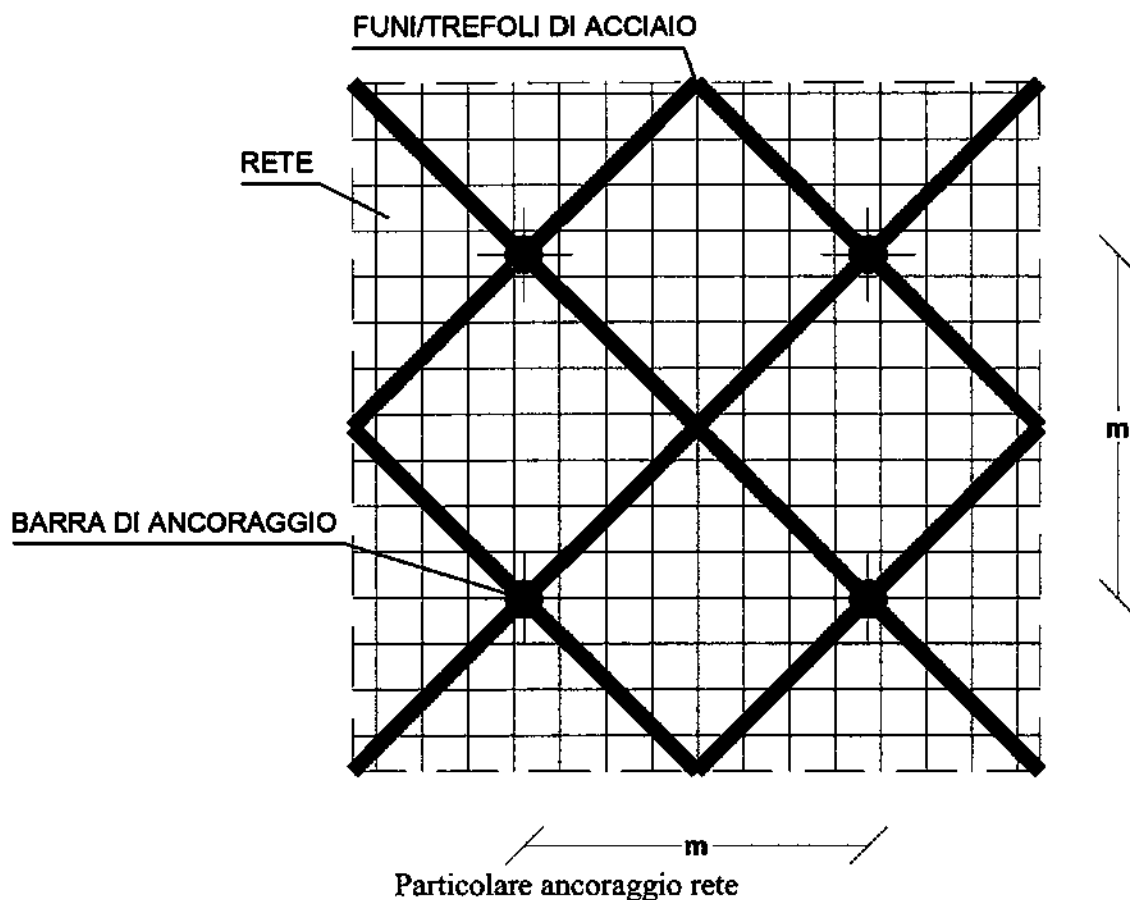 FUNI/TREFOLI DI ACCIAIO
RETE
m
BARRA DI ANCORAGGIO
m
Particolare ancoraggio rete